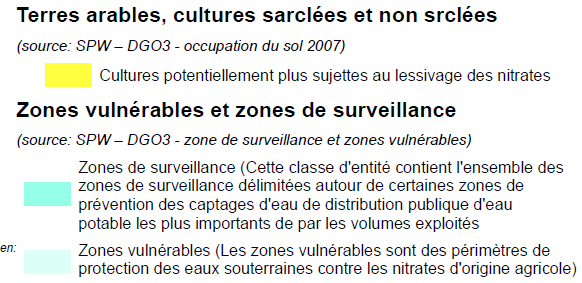 Terres arables, cultures sarclées et non srclées
(source: SPW – DGO3 - occupation du sol 2007)
Cultures potentiellement plus sujettes au lessivage des nitrates
Zones vulnérables et zones de surveillance
(source: SPW – DGO3 - zone de surveillance et zones vulnérables)
Zones de surveillance (Cette classe d'entité contient l'ensemble des
zones de surveillance délimitées autour de certaines zones de
prévention des captages d'eau de distribution publique d'eau
potable les plus importants de par les volumes exploités
en:
Zones vulnérables (Les zones vulnérables sont des périmètres de
protection des eaux souterraines contre les nitrates d'origine agricole)